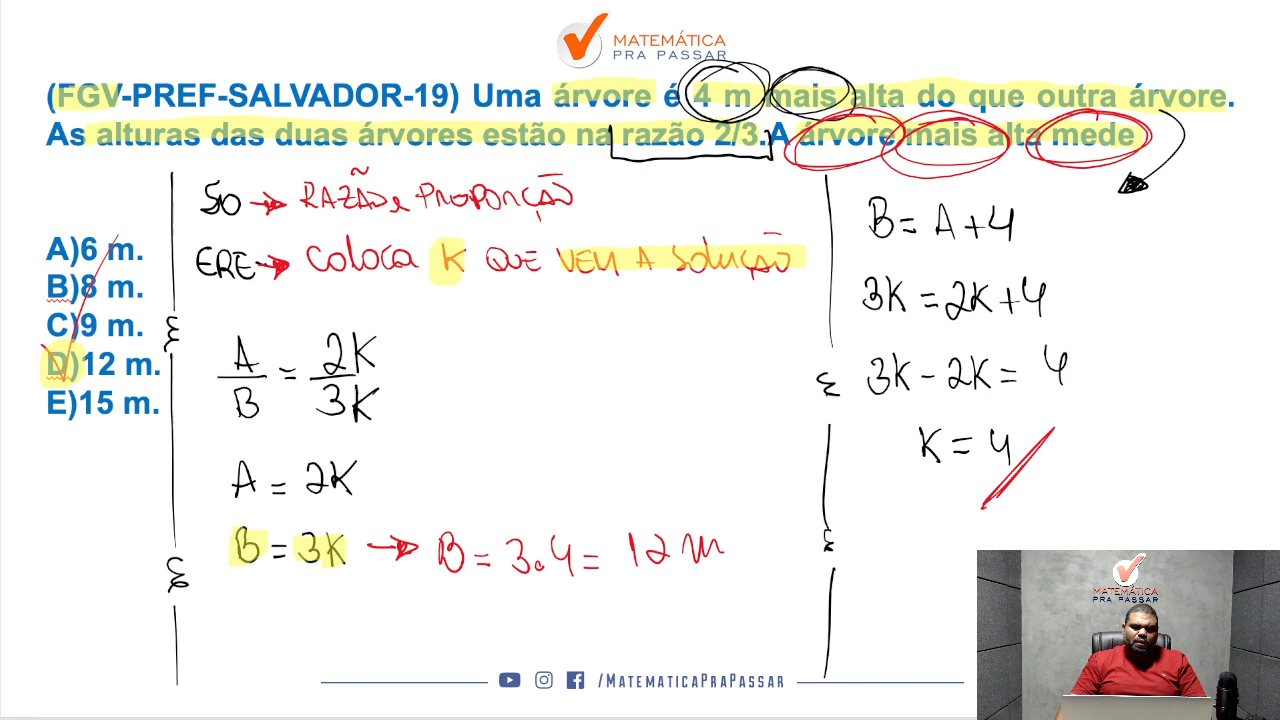 MATEMÁTICA
PRA PASSAR
(FGV-PREF-SALVADOR-19) Uma árvore é 4 m mais alta do que outra árvore.
As alturas das duas árvores estão na razão 2/3.A árvore mais alta mede
A)6 m.
B)8 m.
C)9 m.
D)12 m.
E)15 m.
RAZÃO e PROPORÇÃO
ERE → COLOCA K QUE VEM A SOLUÇÃO
A/B = 2K/3K
A = 2K
B = 3K → B = 3.4 = 12 m
B = A + 4
3K = 2K + 4
3K - 2K = 4
K = 4
MATEMÁTICA
PRA PASSAR
/MATEMATICAPRAPASSAR